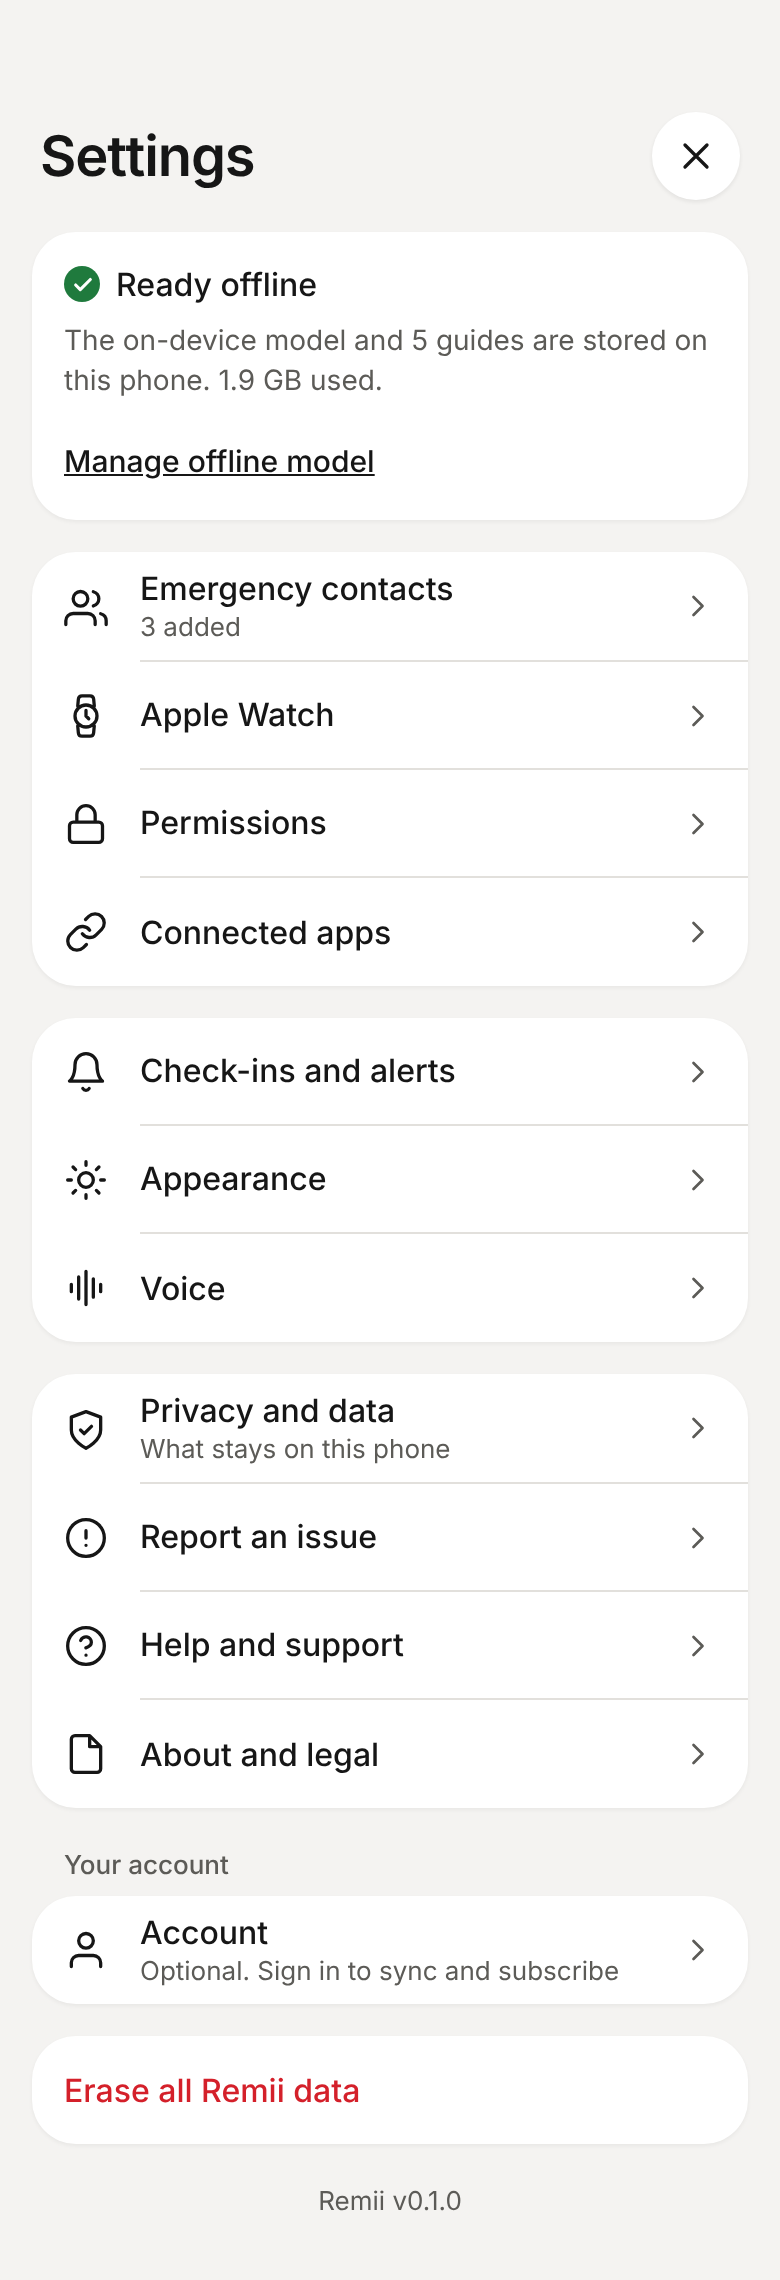 Settings
Ready offline
The on-device model and 5 guides are stored on
this phone. 1.9 GB used.
Manage offline model
Emergency contacts
3 added
Apple Watch
Permissions
Connected apps
Check-ins and alerts
Appearance
Voice
Privacy and data
What stays on this phone
Report an issue
Help and support
About and legal
Your account
Account
Optional. Sign in to sync and subscribe
Erase all Remii data
Remii v0.1.0